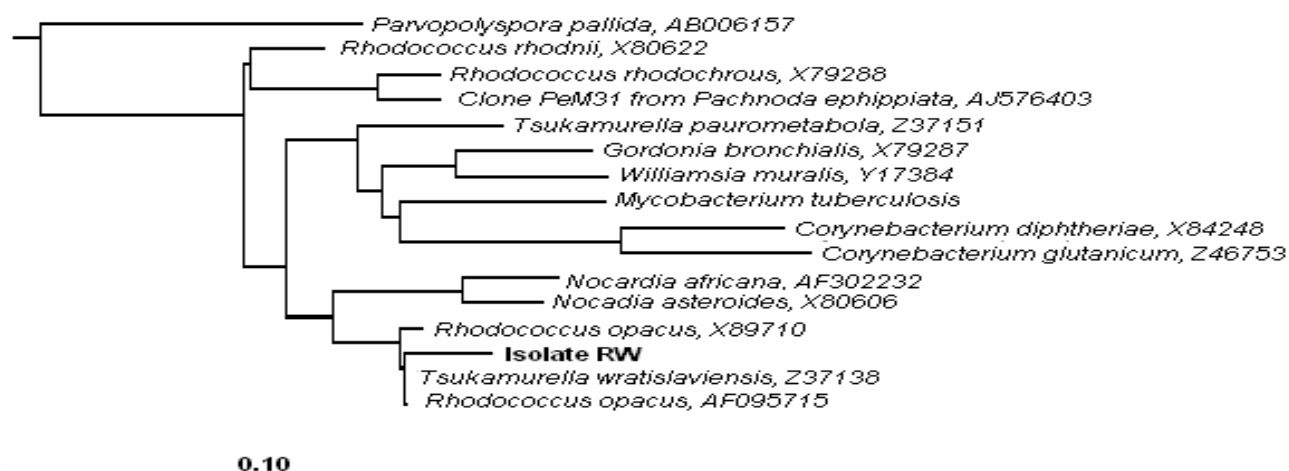 Parvopolyspora pallida, AB006157
Rhodococcus rhodnii, X80622
Rhodococcus rhodochrous, X79288
Clone PeM31 from Pachnoda ephippiata, AJ576403
Tsukamurella paurometabola, Z37151
Gordonia bronchialis, X79287
Williamsia muralis, Y17384
Mycobacterium tuberculosis
Corynebacterium diphtheriae, X84248
Corynebacterium glutanicum, Z46753
Nocardia africana, AF302232
Nocadia asteroides, X80606
Rhodococcus opacus, X89710
Isolate RW
Tsukamurella wratislaviensis, Z37138
Rhodococcus opacus, AF095715
0.10